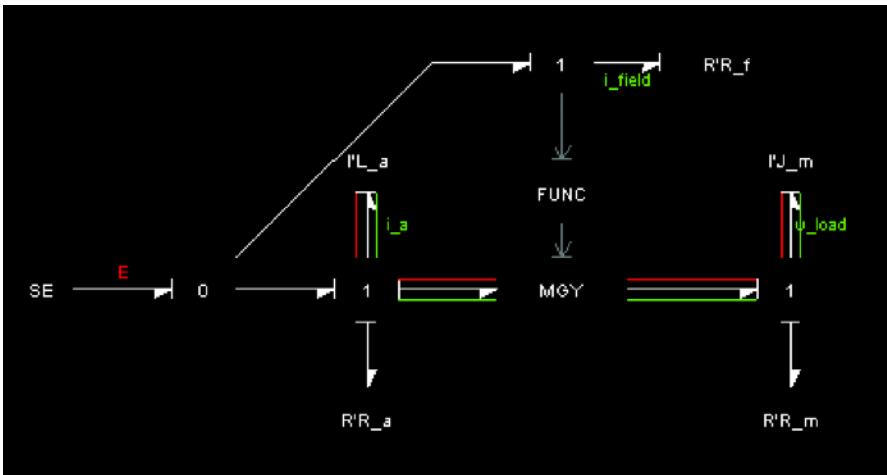 1
i_field
R'R_f
I'L_a
I'J_m
FUNC
i_a
ω_load
E
SE
0
1
MGY
1
R'R_a
R'R_m